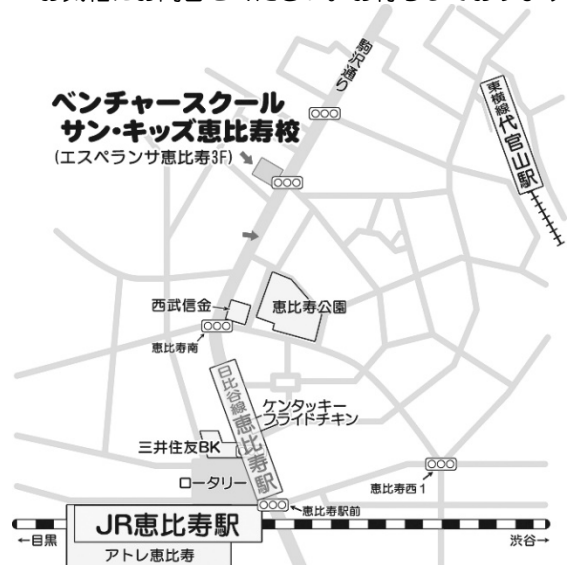 駒沢通り
東横線
代官山駅
ベンチャースクール
サン・キッズ恵比寿校
(エスペランサ恵比寿3F)
西武信金
恵比寿公園
恵比寿南
日比谷線
恵比寿駅
ケンタッキー
フライドチキン
三井住友BK
ロータリー
恵比寿西1
恵比寿駅前
JR恵比寿駅
←目黒
渋谷→
アトレ恵比寿